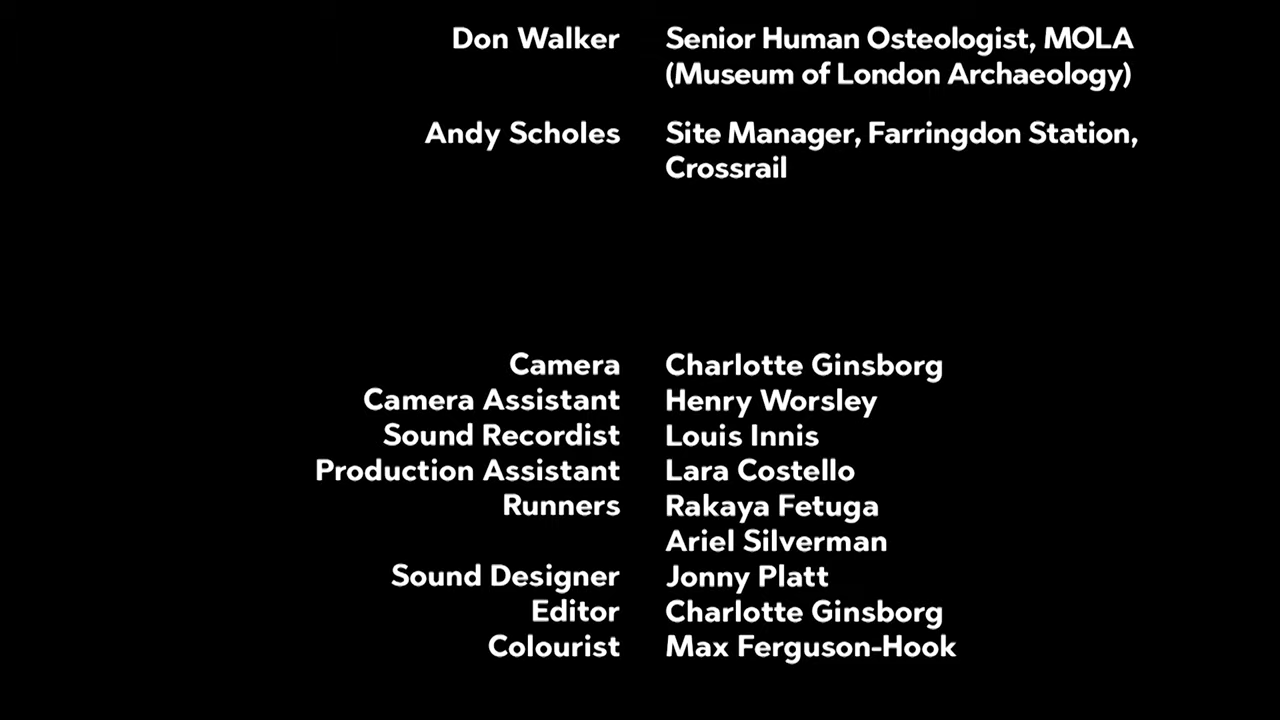 Don Walker Senior Human Osteologist, MOLA
(Museum of London Archaeology)
Andy Scholes Site Manager, Farringdon Station,
Crossrail
Camera Charlotte Ginsborg
Camera Assistant Henry Worsley
Sound Recordist Louis Innis
Production Assistant Lara Costello
Runners Rakaya Fetuga
Ariel Silverman
Sound Designer Jonny Platt
Editor Charlotte Ginsborg
Colourist Max Ferguson-Hook